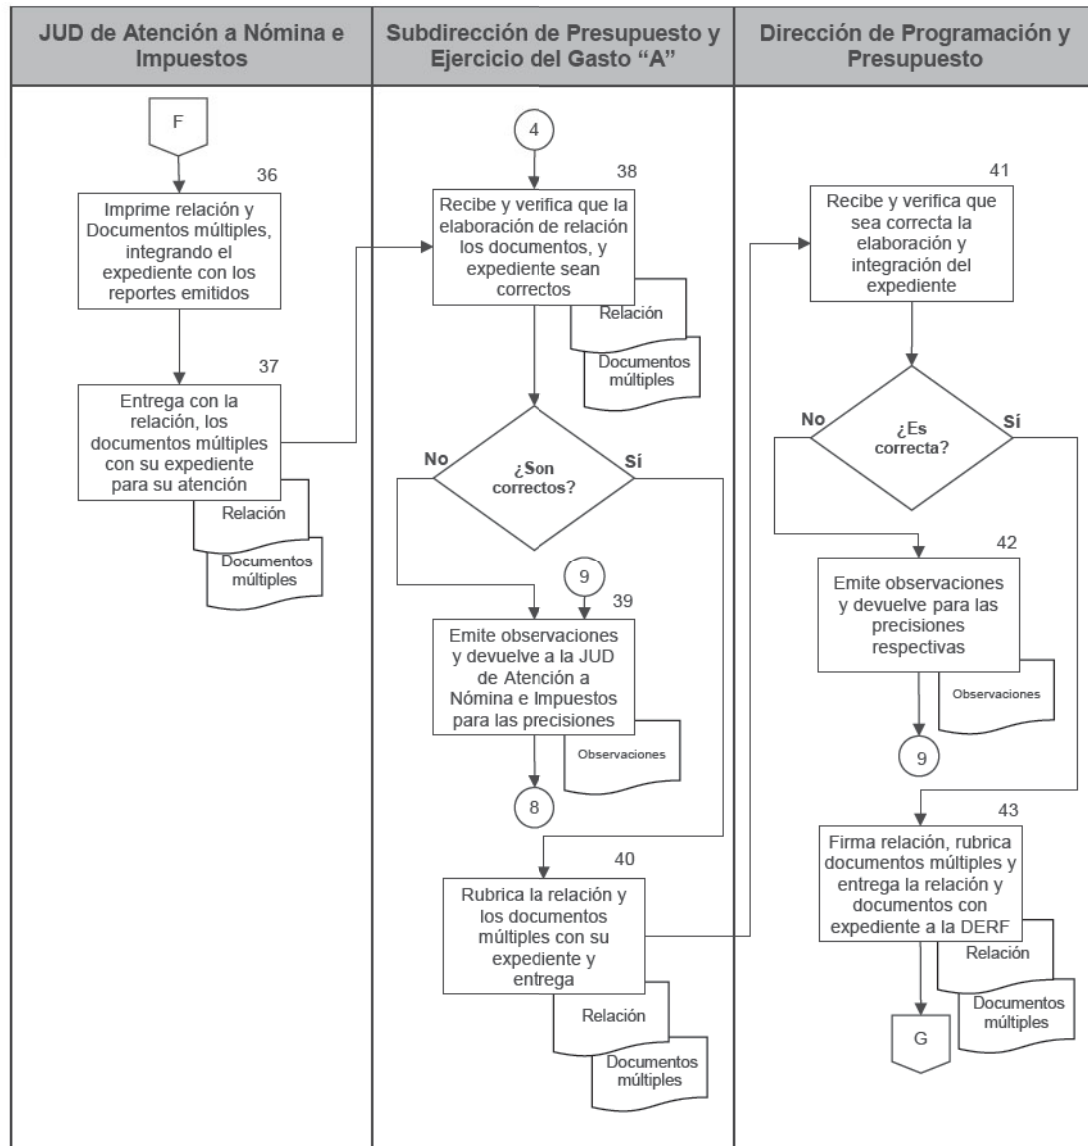 JUD de Atención a Nómina e
Impuestos
Subdirección de Presupuesto y
Ejercicio del Gasto “A”
Dirección de Programación y
Presupuesto
F
36
Imprime relación y
Documentos múltiples,
integrando el
expediente con los
reportes emitidos
37
Entrega con la
relación, los
documentos múltiples
con su expediente
para su atención
Relación
Documentos
múltiples
4
38
Recibe y verifica que la
elaboración de relación
los documentos, y
expediente sean
correctos
Relación
Documentos
múltiples
¿Son
correctos?
No
Sí
9
39
Emite observaciones
y devuelve a la JUD
de Atención a
Nómina e Impuestos
para las precisiones
Observaciones
8
40
Rubrica la relación y
los documentos
múltiples con su
expediente y
entrega
Relación
Documentos
múltiples
41
Recibe y verifica que
sea correcta la
elaboración y
integración del
expediente
¿Es
correcta?
No
Sí
42
Emite observaciones
y devuelve para las
precisiones
respectivas
Observaciones
9
43
Firma relación, rubrica
documentos múltiples y
entrega la relación y
documentos con
expediente a la DERF
Relación
Documentos
múltiples
G